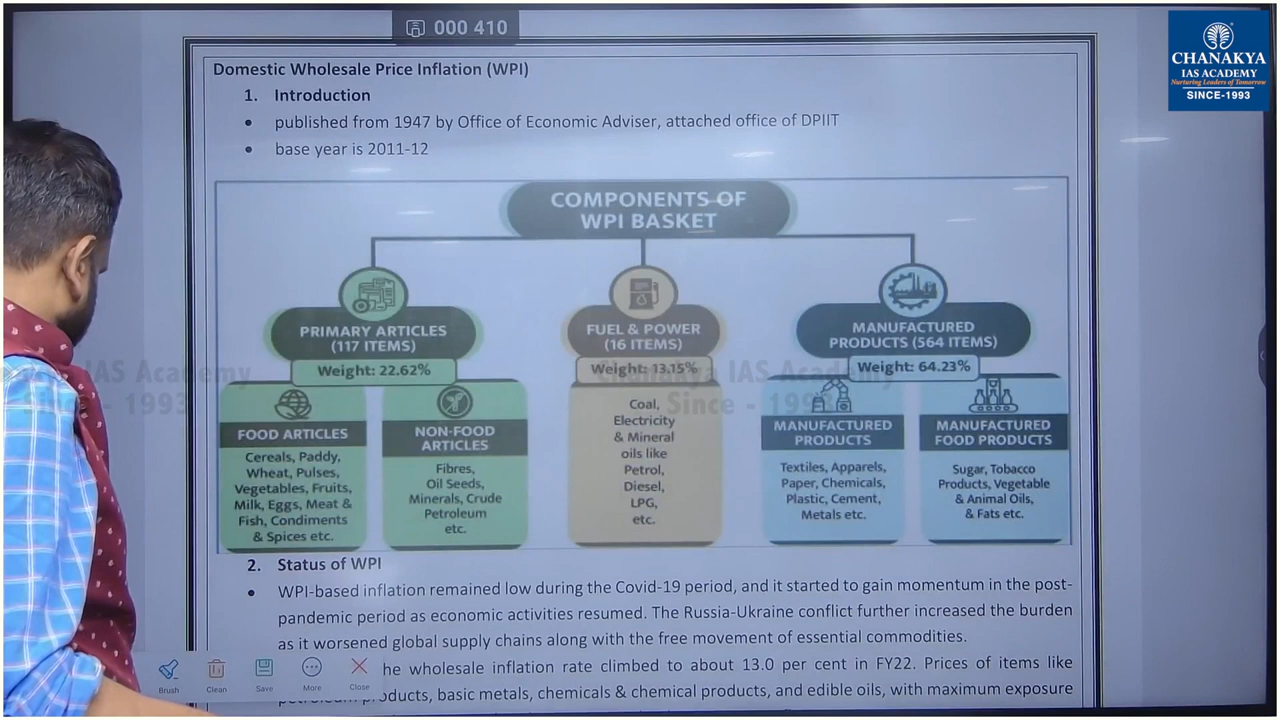 000 410
CHANAKYA
IAS ACADEMY
Nurturing Leaders of Tomorrow
SINCE-1993
Domestic Wholesale Price Inflation (WPI)
1. Introduction
• published from 1947 by Office of Economic Adviser, attached office of DPIIT
• base year is 2011-12
COMPONENTS OF
WPI BASKET
PRIMARY ARTICLES
(117 ITEMS)
Weight: 22.62%
FOOD ARTICLES
Cereals, Paddy,
Wheat, Pulses,
Vegetables, Fruits,
Milk, Eggs, Meat &
Fish, Condiments
& Spices etc.
NON-FOOD
ARTICLES
Fibres,
Oil Seeds,
Minerals, Crude
Petroleum
etc.
FUEL & POWER
(16 ITEMS)
Weight: 13.15%
Coal,
Electricity
& Mineral
oils like
Petrol,
Diesel,
LPG,
etc.
MANUFACTURED
PRODUCTS (564 ITEMS)
Weight: 64.23%
MANUFACTURED
PRODUCTS
Textiles, Apparels,
Paper, Chemicals,
Plastic, Cement,
Metals etc.
MANUFACTURED
FOOD PRODUCTS
Sugar, Tobacco
Products, Vegetable
& Animal Oils,
& Fats etc.
IAS Academy
Since - 1993
Chanakya IAS Academy
Since - 1993
2. Status of WPI
• WPI-based inflation remained low during the Covid-19 period, and it started to gain momentum in the post-
pandemic period as economic activities resumed. The Russia-Ukraine conflict further increased the burden
as it worsened global supply chains along with the free movement of essential commodities.
he wholesale inflation rate climbed to about 13.0 per cent in FY22. Prices of items like
petroleum products, basic metals, chemicals & chemical products, and edible oils, with maximum exposure
Brush
Clean
Save
More
Close